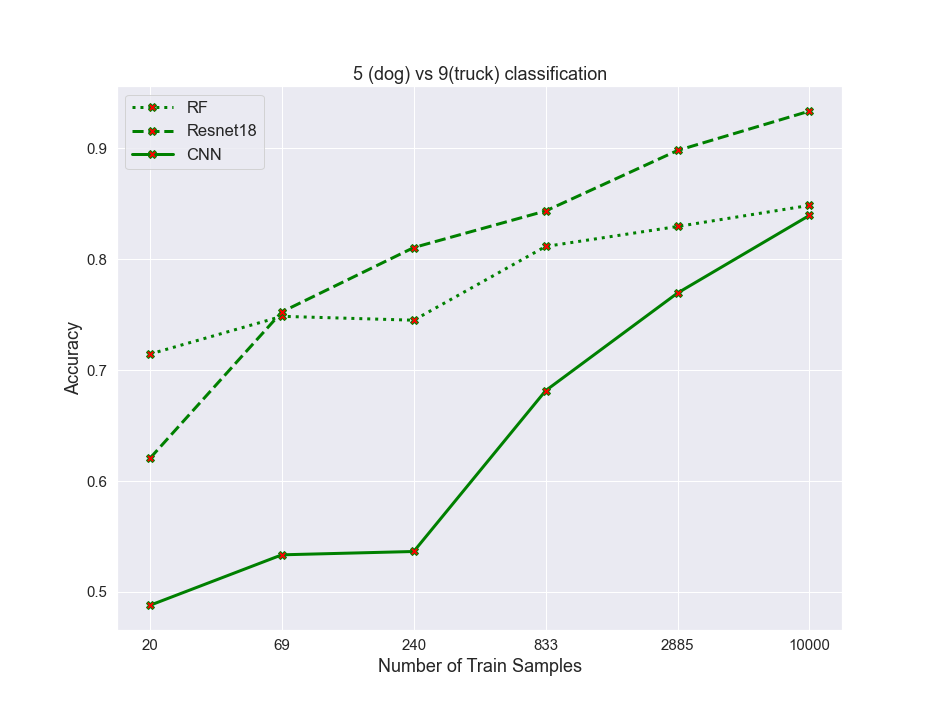 5 (dog) vs 9(truck) classification
RF
Resnet18
CNN
0.9
0.8
0.7
0.6
0.5
Accuracy
20 69 240 833 2885 10000
Number of Train Samples